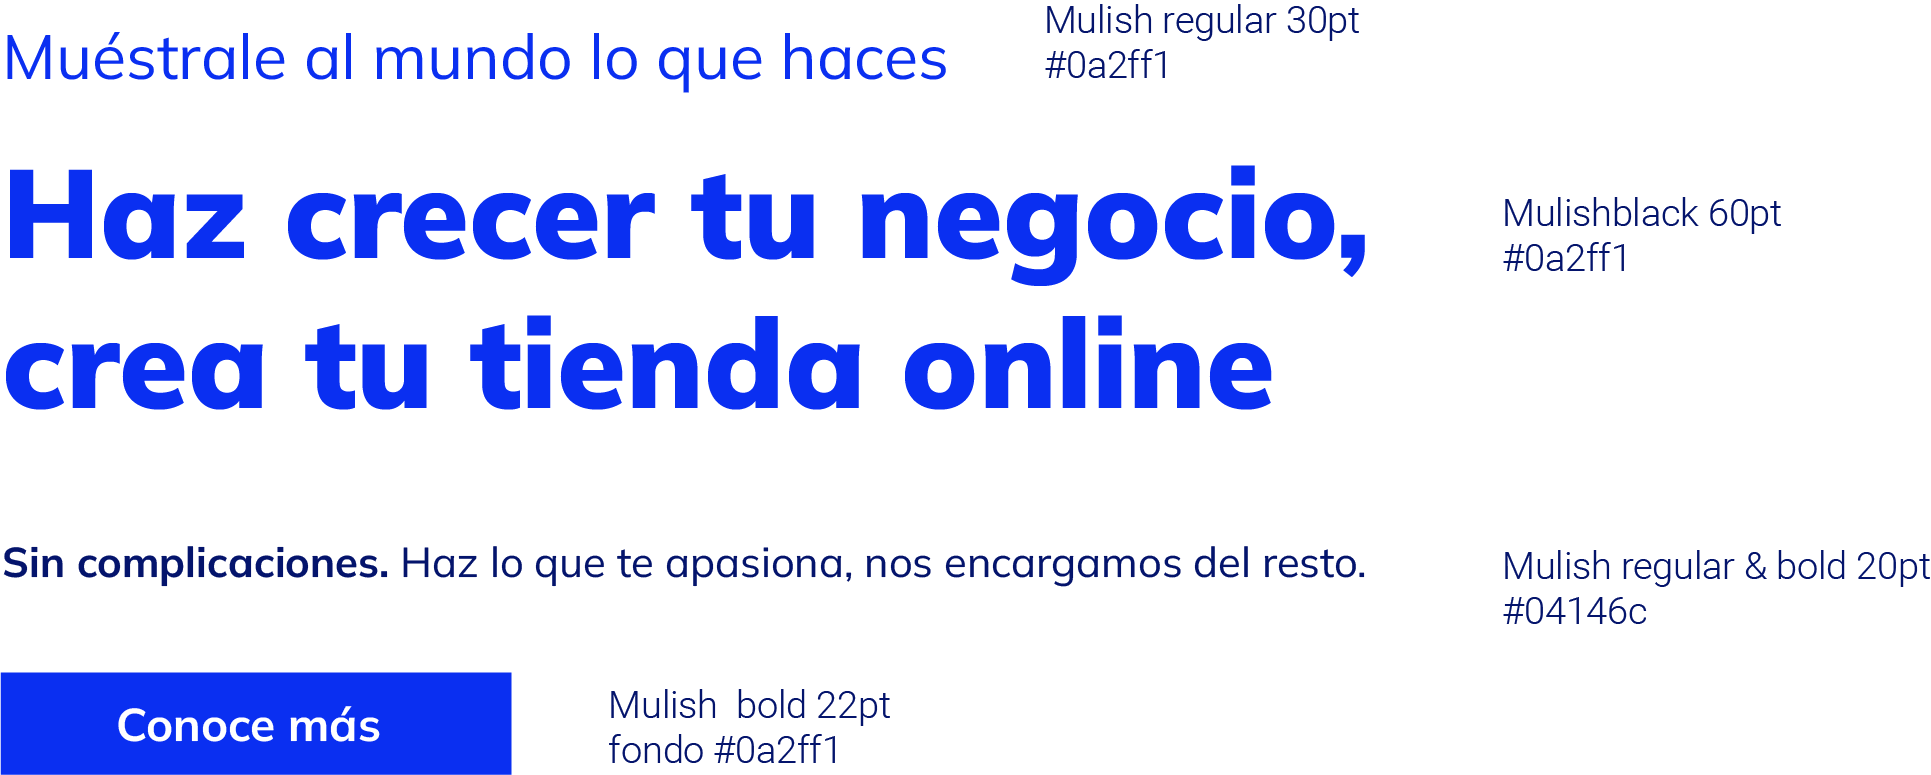 Muéstrale al mundo lo que haces
Mulish regular 30pt
#0a2ff1
Haz crecer tu negocio,
crea tu tienda online
Mulishblack 60pt
#0a2ff1
Sin complicaciones. Haz lo que te apasiona, nos encargamos del resto.
Mulish regular & bold 20pt
#04146c
Conoce más
Mulish  bold 22pt
fondo #0a2ff1